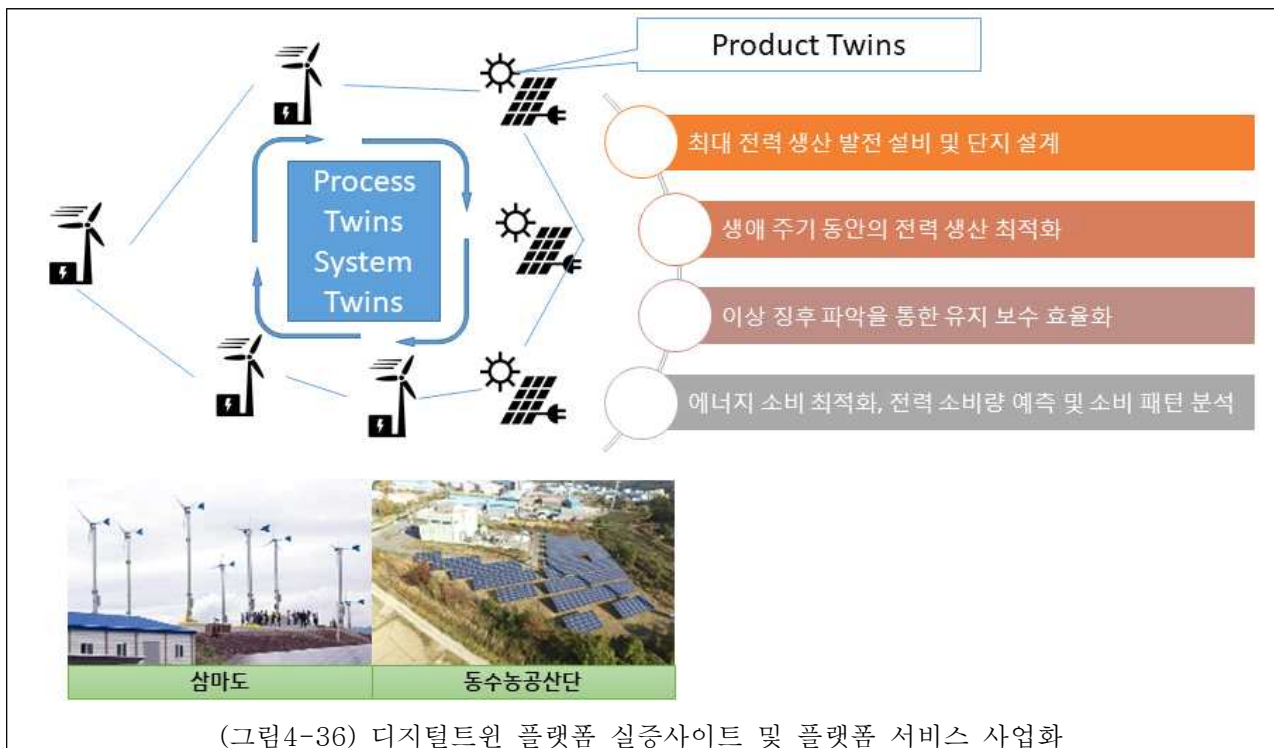 Product Twins
Process
Twins
System
Twins
최대 전력 생산 발전 설비 및 단지 설계
생애 주기 동안의 전력 생산 최적화
이상 징후 파악을 통한 유지 보수 효율화
에너지 소비 최적화, 전력 소비량 예측 및 소비 패턴 분석
삼마도
동수농공산단
(그림4-36) 디지털트윈 플랫폼 실증사이트 및 플랫폼 서비스 사업화